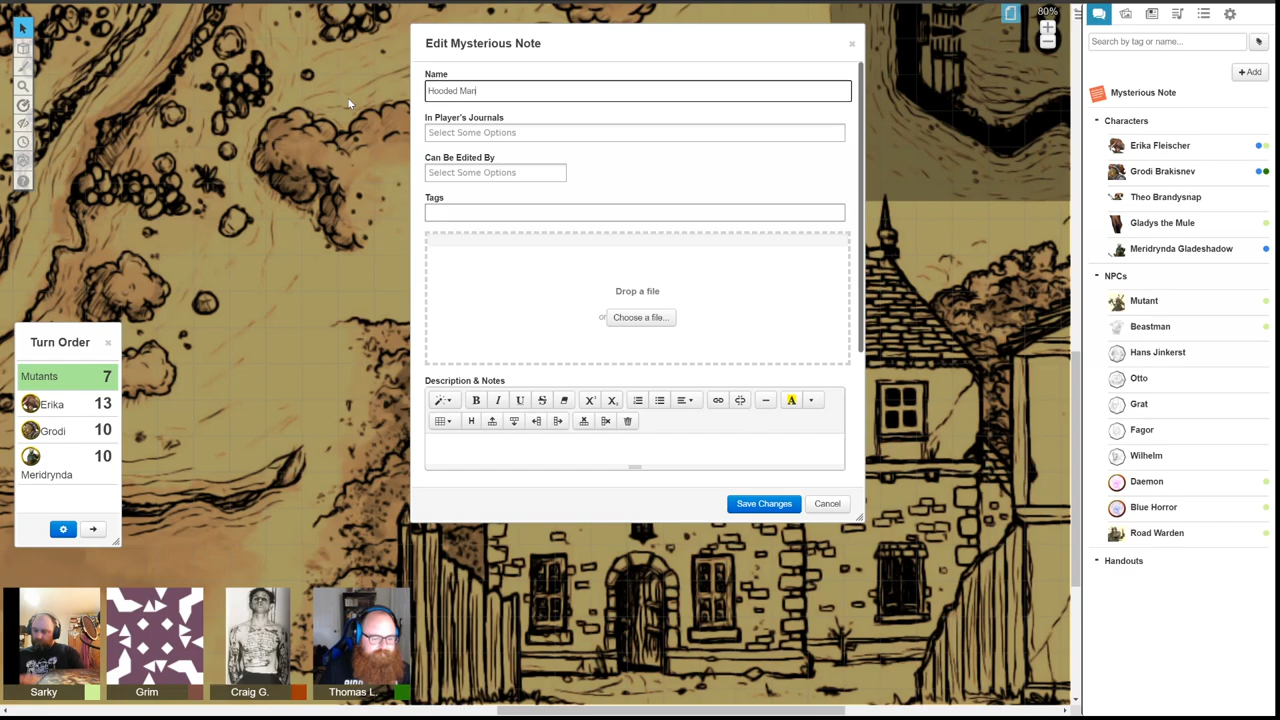 80%
Edit Mysterious Note
×
Name
Hooded Man
In Player's Journals
Select Some Options
Can Be Edited By
Select Some Options
Tags
Drop a file
or Choose a file...
Description & Notes
B I U S X² X₂ A
H
Save Changes Cancel
Turn Order ×
Mutants 7
Erika 13
Grodi 10
10
Meridrynda
Sarky
Grim
Craig G.
Thomas L.
Search by tag or name...
+ Add
Mysterious Note
Characters
Erika Fleischer
Grodi Brakisnev
Theo Brandysnap
Gladys the Mule
Meridrynda Gladeshadow
NPCs
Mutant
Beastman
Hans Jinkerst
Otto
Grat
Fagor
Wilhelm
Daemon
Blue Horror
Road Warden
Handouts